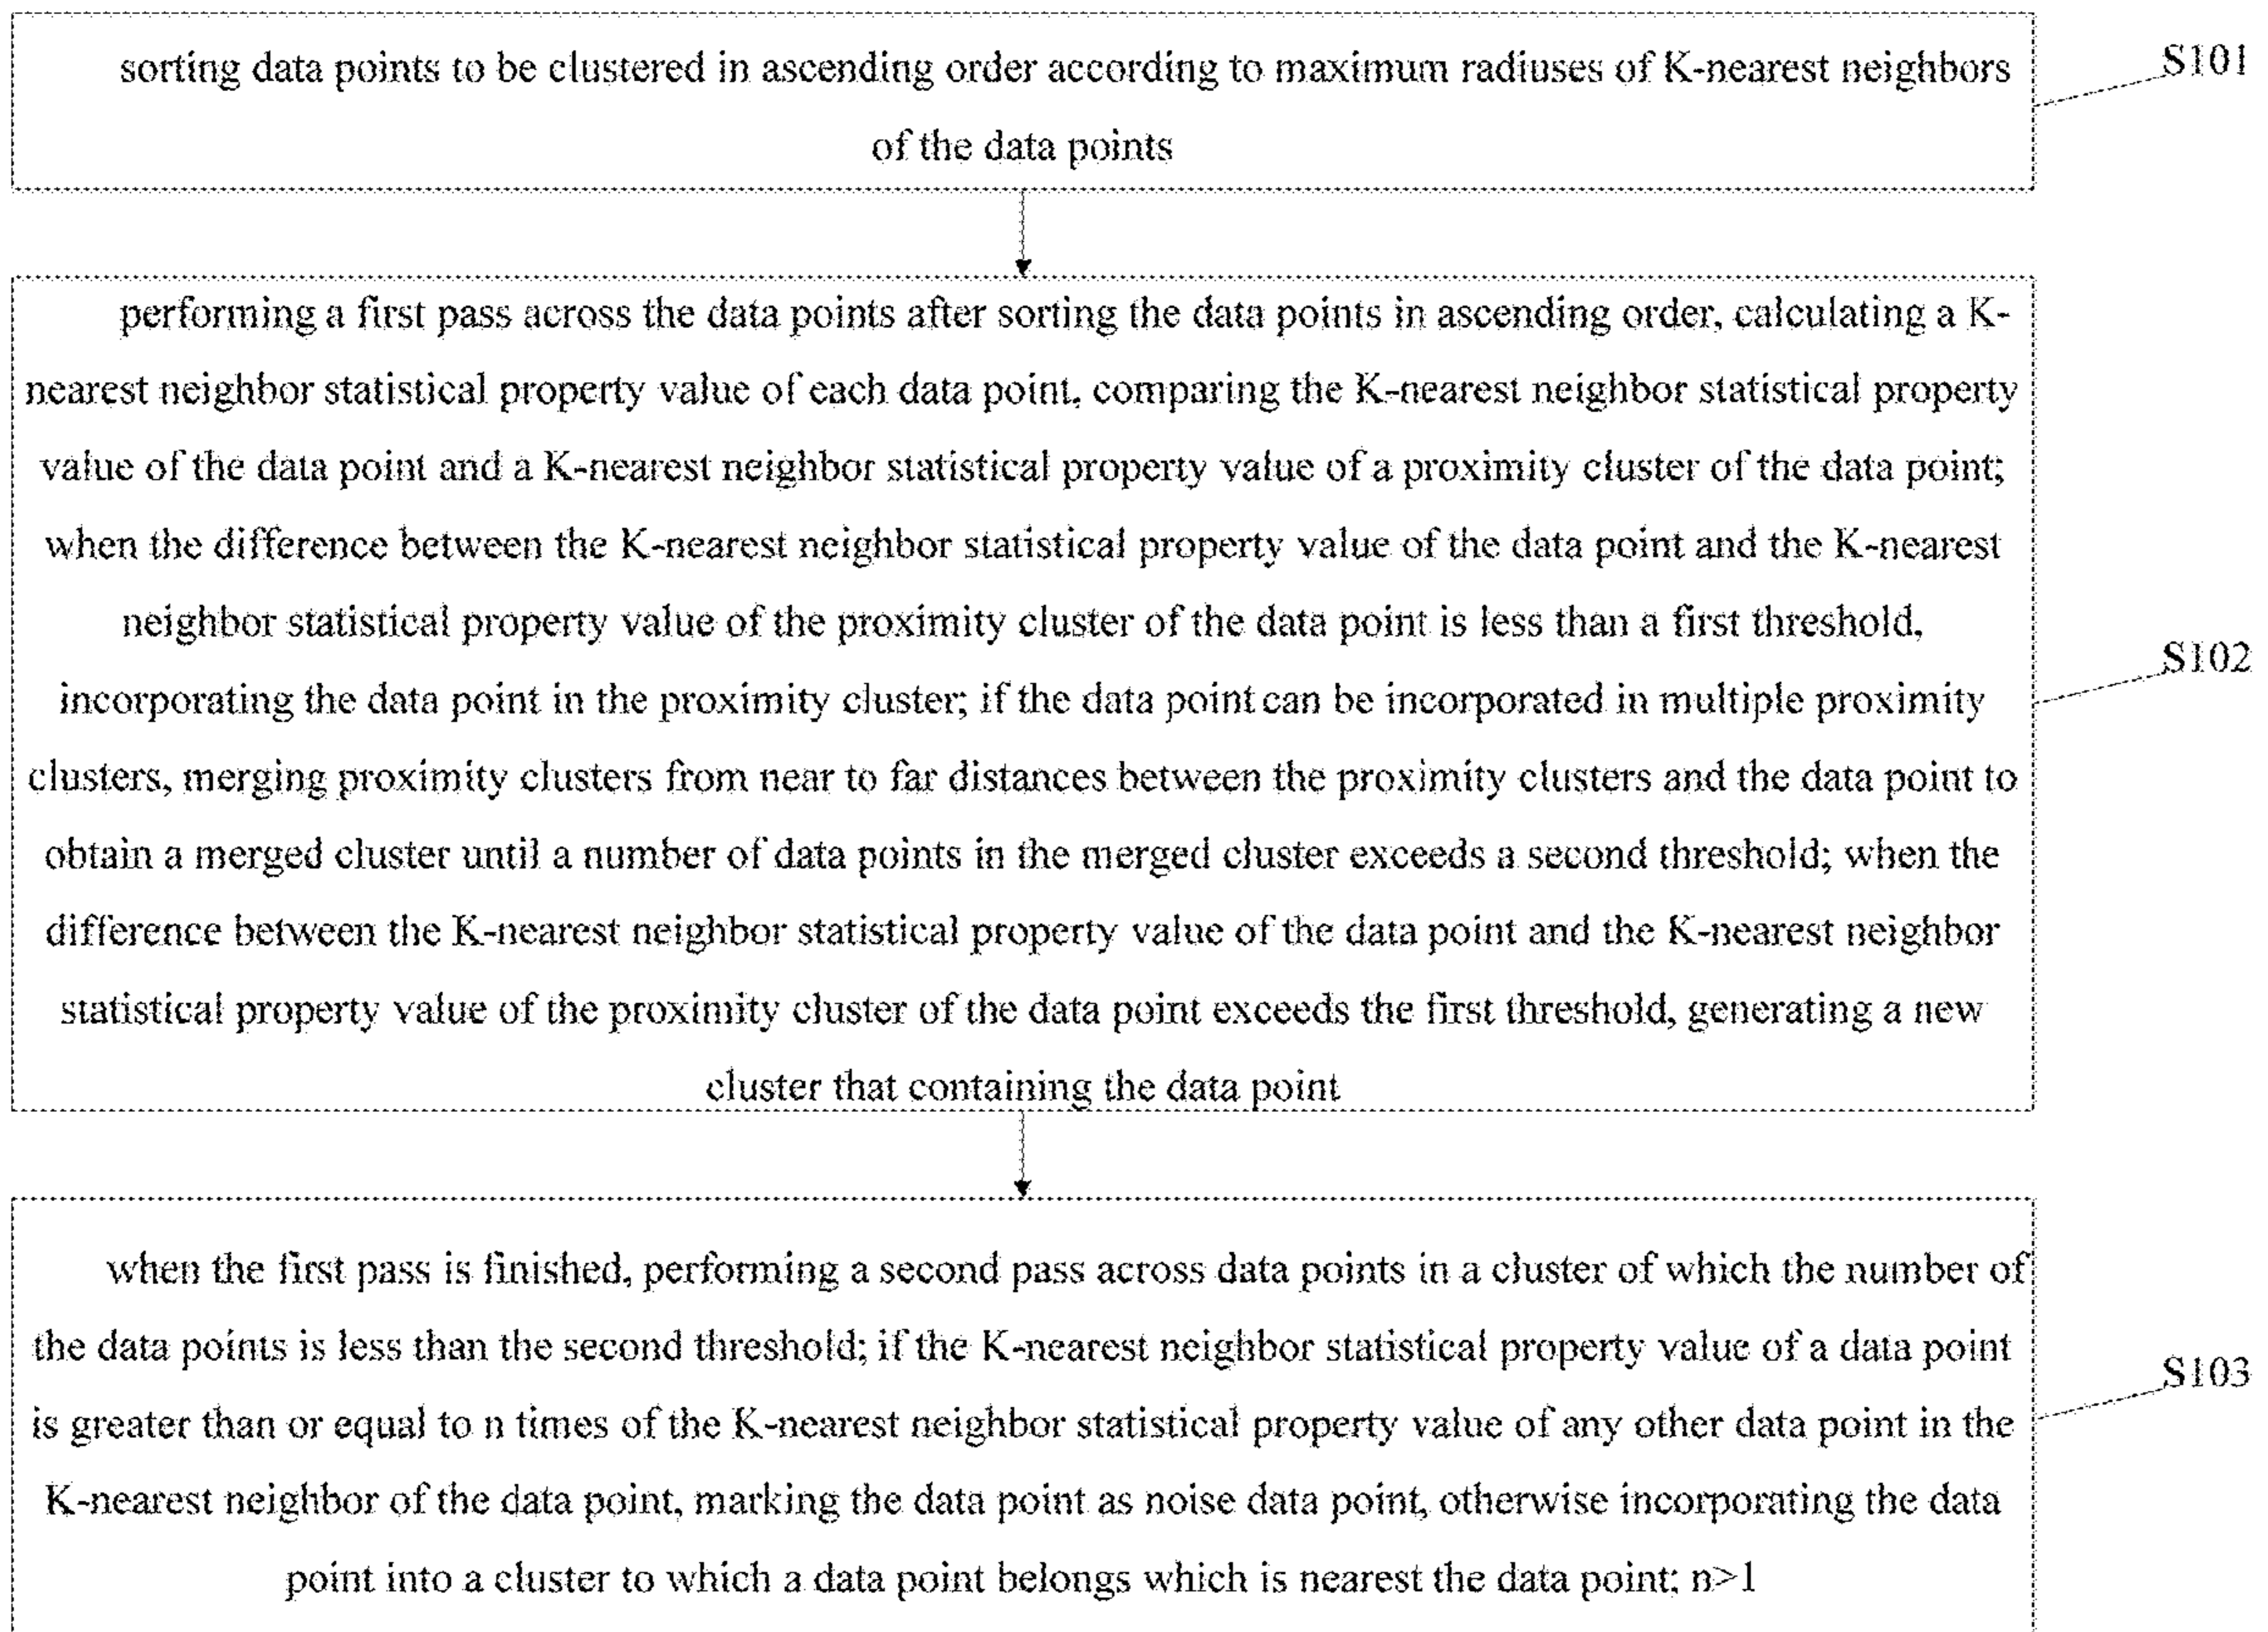 sorting data points to be clustered in ascending order according to maximum radiuses of K-nearest neighbors
of the data points
S101
performing a first pass across the data points after sorting the data points in ascending order, calculating a K-
nearest neighbor statistical property value of each data point, comparing the K-nearest neighbor statistical property
value of the data point and a K-nearest neighbor statistical property value of a proximity cluster of the data point;
when the difference between the K-nearest neighbor statistical property value of the data point and the K-nearest
neighbor statistical property value of the proximity cluster of the data point is less than a first threshold,
incorporating the data point in the proximity cluster; if the data point can be incorporated in multiple proximity
clusters, merging proximity clusters from near to far distances between the proximity clusters and the data point to
obtain a merged cluster until a number of data points in the merged cluster exceeds a second threshold; when the
difference between the K-nearest neighbor statistical property value of the data point and the K-nearest neighbor
statistical property value of the proximity cluster of the data point exceeds the first threshold, generating a new
cluster that containing the data point
S102
when the first pass is finished, performing a second pass across data points in a cluster of which the number of
the data points is less than the second threshold; if the K-nearest neighbor statistical property value of a data point
is greater than or equal to n times of the K-nearest neighbor statistical property value of any other data point in the
K-nearest neighbor of the data point, marking the data point as noise data point, otherwise incorporating the data
point into a cluster to which a data point belongs which is nearest the data point; n>1
S103